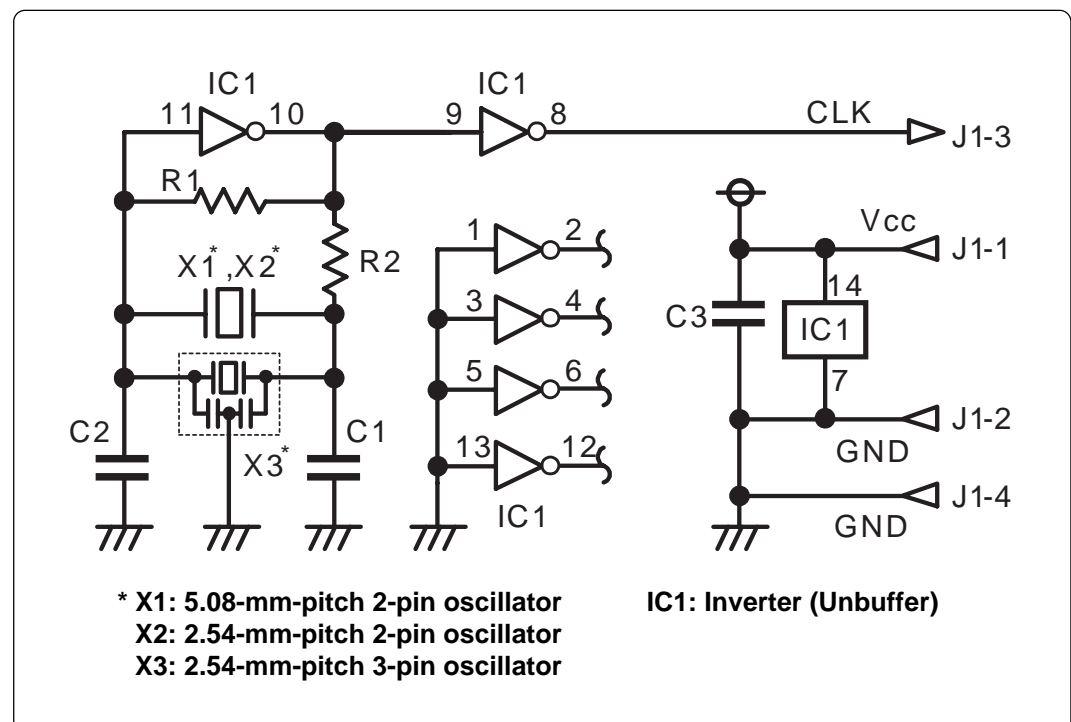 IC1 IC1
11 10 9 8 CLK J1-3
R1
X1*,X2* R2
1 2
3 4
5 6
13 12
IC1
C2 X3* C1
Vcc J1-1
14
C3 IC1
7
J1-2
GND
J1-4
GND
* X1: 5.08-mm-pitch 2-pin oscillator
X2: 2.54-mm-pitch 2-pin oscillator
X3: 2.54-mm-pitch 3-pin oscillator
IC1: Inverter (Unbuffer)